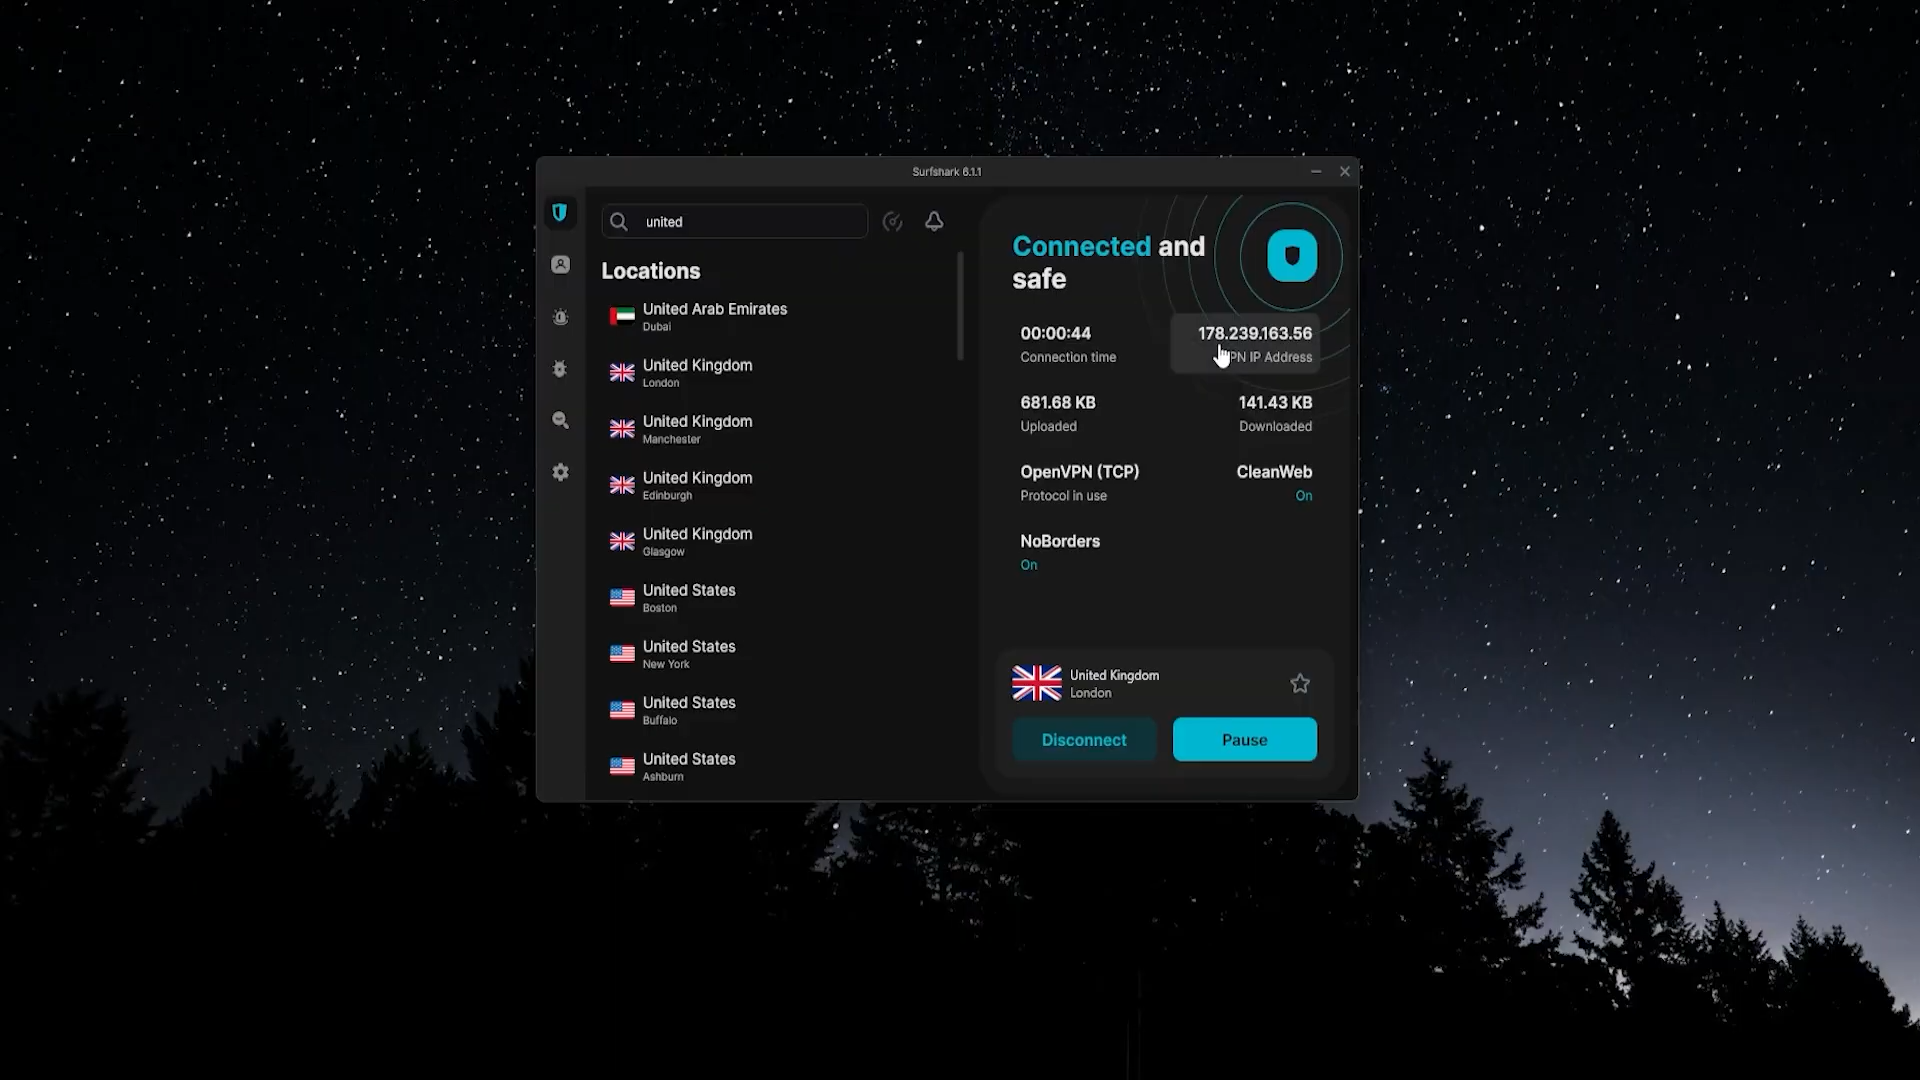 Surfshark 6.1.1
united
Locations
United Arab Emirates
Dubai
United Kingdom
London
United Kingdom
Manchester
United Kingdom
Edinburgh
United Kingdom
Glasgow
United States
Boston
United States
New York
United States
Buffalo
United States
Ashburn
Connected and
safe
00:00:44
Connection time
178.239.163.56
PN IP Address
681.68 KB
Uploaded
141.43 KB
Downloaded
OpenVPN (TCP)
Protocol in use
CleanWeb
On
NoBorders
On
United Kingdom
London
Disconnect
Pause